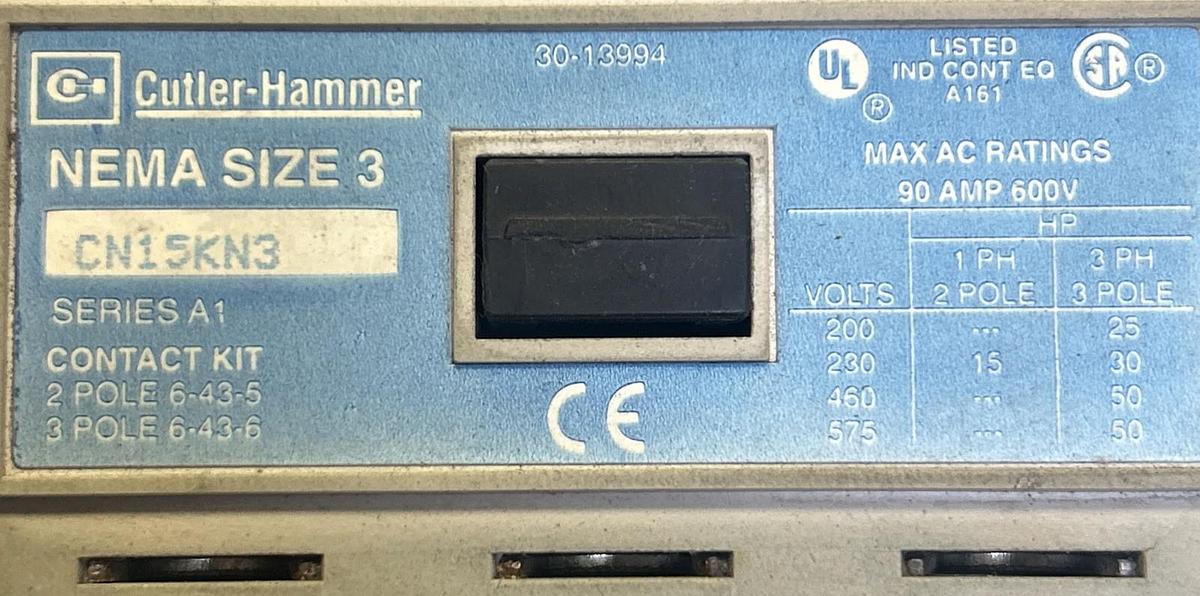 30-13994
Cutler-Hammer
NEMA SIZE 3
CN15KN3
SERIES A1
CONTACT KIT
2 POLE 6-43-5
3 POLE 6-43-6
CE
UL ®
LISTED
IND CONT EQ
A161
SA ®
MAX AC RATINGS
90 AMP 600V
HP
1 PH 3 PH
VOLTS 2 POLE 3 POLE
200 --- 25
230 15 30
460 --- 50
575 --- 50